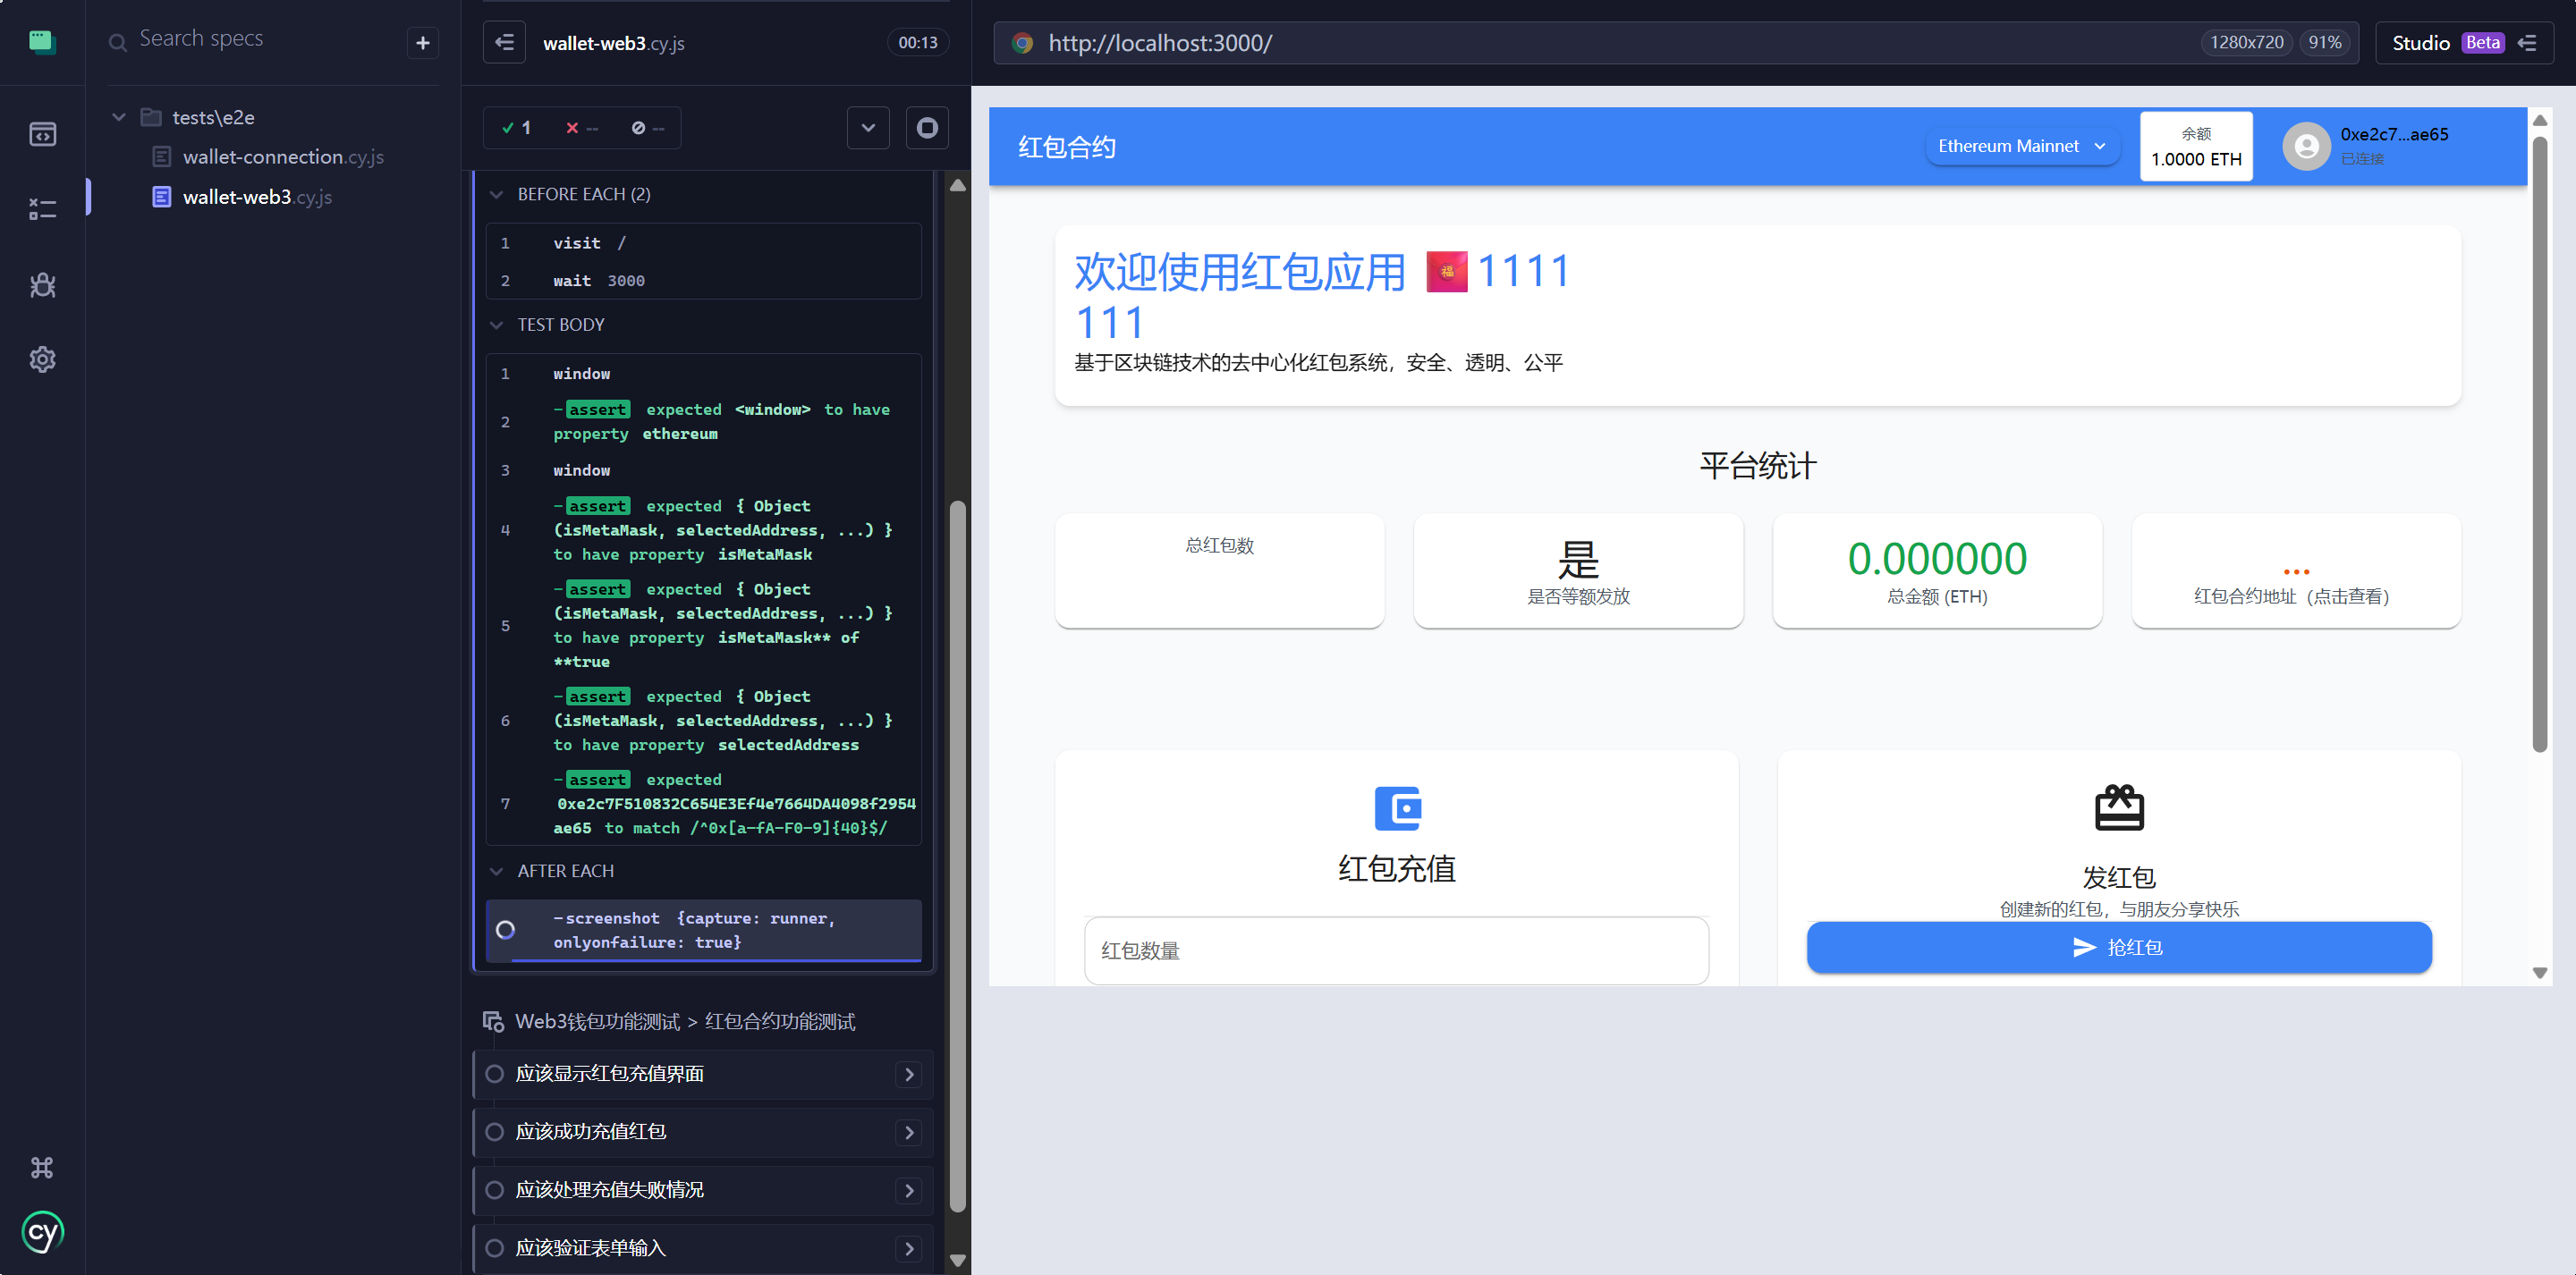 Search specs
tests\e2e
wallet-connection.cy.js
wallet-web3.cy.js
cy
wallet-web3.cy.js
00:13
1
--
--
BEFORE EACH (2)
1 visit /
2 wait 3000
TEST BODY
1 window
2 -assert expected <window> to have
property ethereum
3 window
4 -assert expected { Object
(isMetaMask, selectedAddress, ...) }
to have property isMetaMask
5 -assert expected { Object
(isMetaMask, selectedAddress, ...) }
to have property isMetaMask** of
**true
6 -assert expected { Object
(isMetaMask, selectedAddress, ...) }
to have property selectedAddress
7 -assert expected
0xe2c7F510832C654E3Ef4e7664DA4098f2954
ae65 to match /^0x[a-fA-F0-9]{40}$/
AFTER EACH
-screenshot {capture: runner,
onlyonfailure: true}
Web3钱包功能测试 > 红包合约功能测试
应该显示红包充值界面
应该成功充值红包
应该处理充值失败情况
应该验证表单输入
http://localhost:3000/
1280x720
91%
Studio Beta
红包合约
Ethereum Mainnet
余额
1.0000 ETH
0xe2c7...ae65
已连接
欢迎使用红包应用 福 1111
111
基于区块链技术的去中心化红包系统，安全、透明、公平
平台统计
总红包数
是
是否等额发放
0.000000
总金额 (ETH)
...
红包合约地址（点击查看）
红包充值
红包数量
发红包
创建新的红包，与朋友分享快乐
抢红包